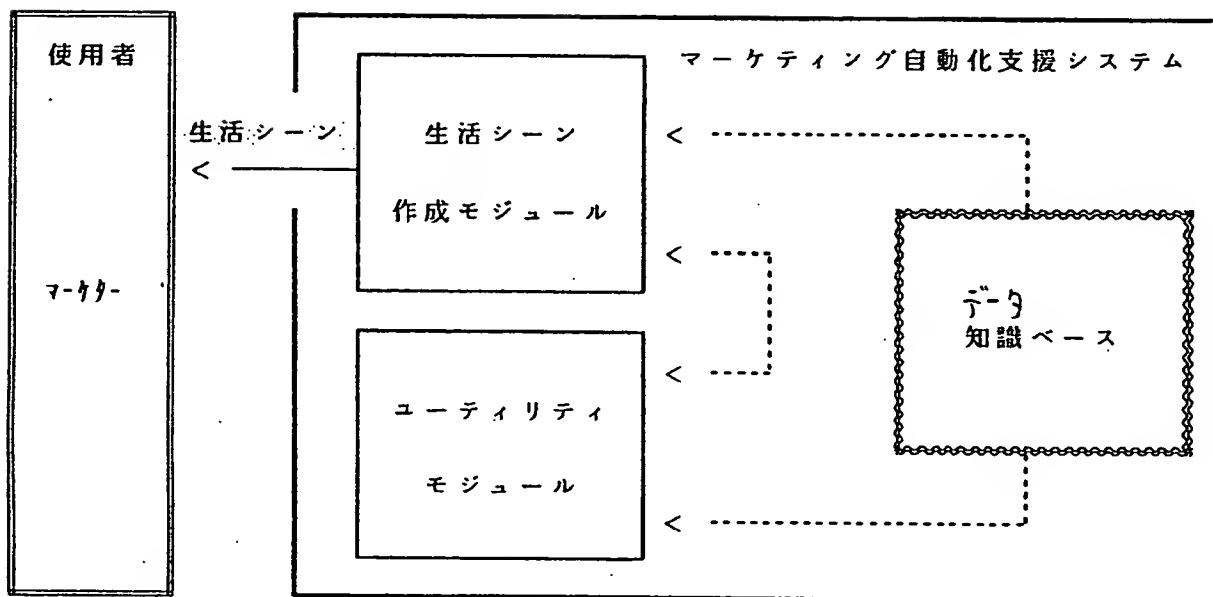 使用者
マーケター
生活シーン
マーケティング自動化支援システム
生活シーン
作成モジュール
ユーティリティ
モジュール
データ
知識ベース